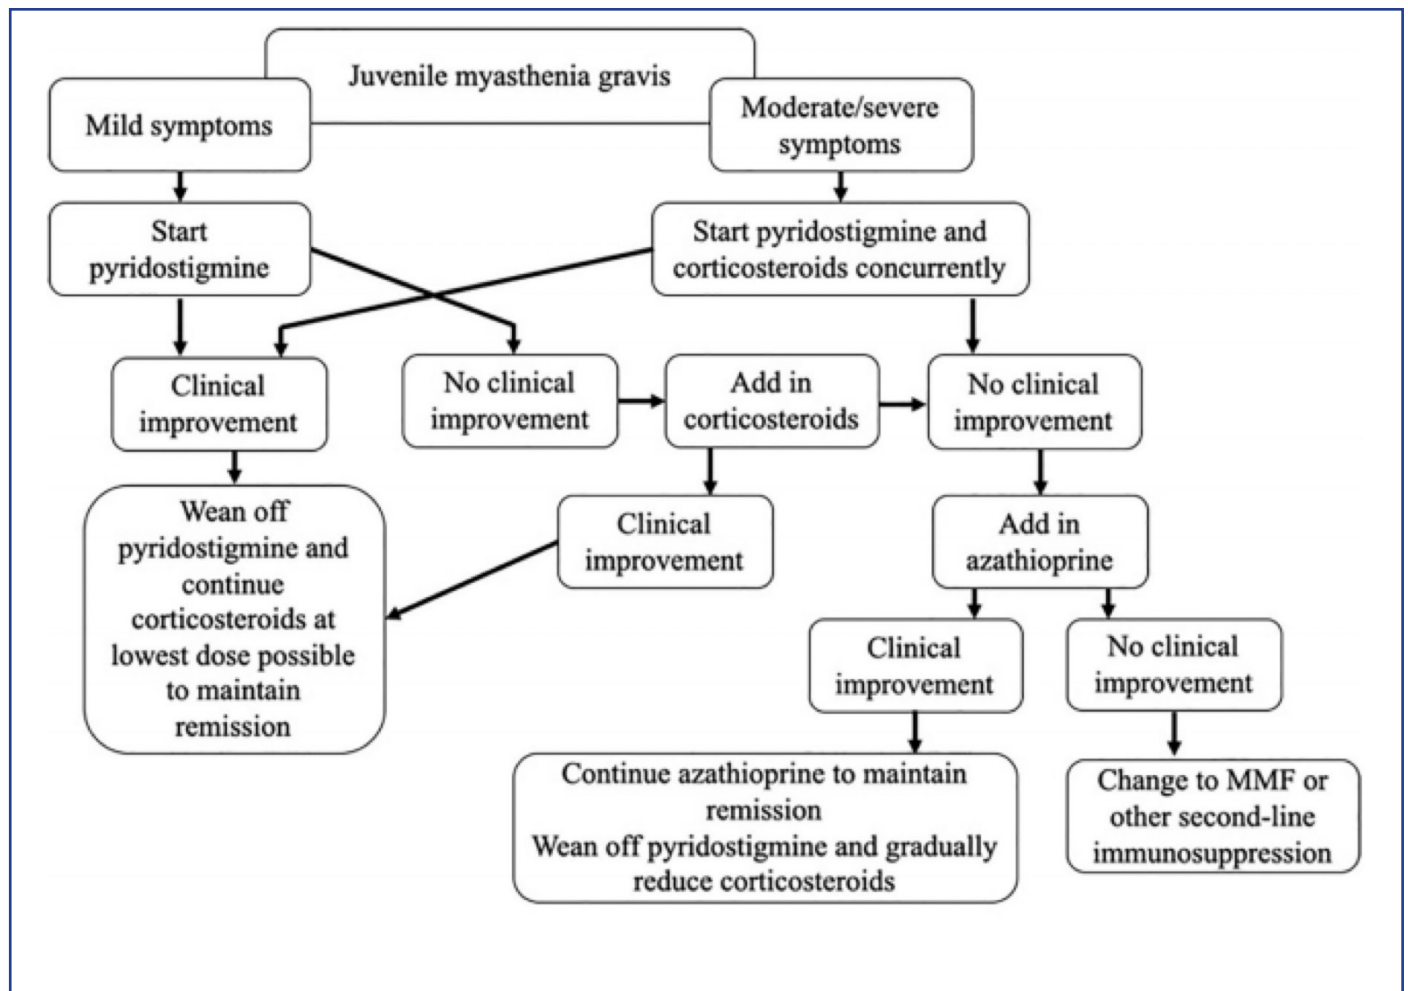 Juvenile myasthenia gravis
Mild symptoms
Moderate/severe
symptoms
Start
pyridostigmine
Start pyridostigmine and
corticosteroids concurrently
Clinical
improvement
No clinical
improvement
Add in
corticosteroids
No clinical
improvement
Wean off
pyridostigmine and
continue
corticosteroids at
lowest dose possible
to maintain
remission
Clinical
improvement
Add in
azathioprine
Clinical
improvement
No clinical
improvement
Continue azathioprine to maintain
remission
Wean off pyridostigmine and gradually
reduce corticosteroids
Change to MMF or
other second-line
immunosuppression